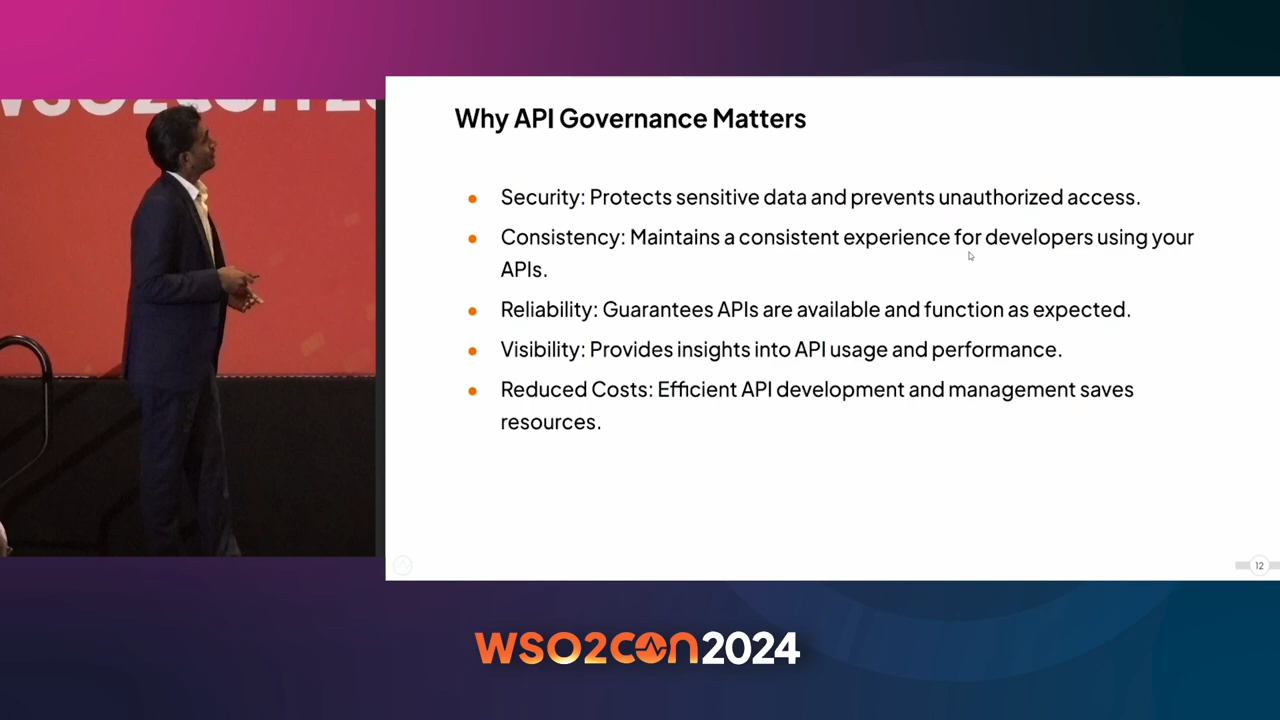 WSO2CON 2
Why API Governance Matters
• Security: Protects sensitive data and prevents unauthorized access.
• Consistency: Maintains a consistent experience for developers using your
APIs.
• Reliability: Guarantees APIs are available and function as expected.
• Visibility: Provides insights into API usage and performance.
• Reduced Costs: Efficient API development and management saves
resources.
12
WSO2CON2024